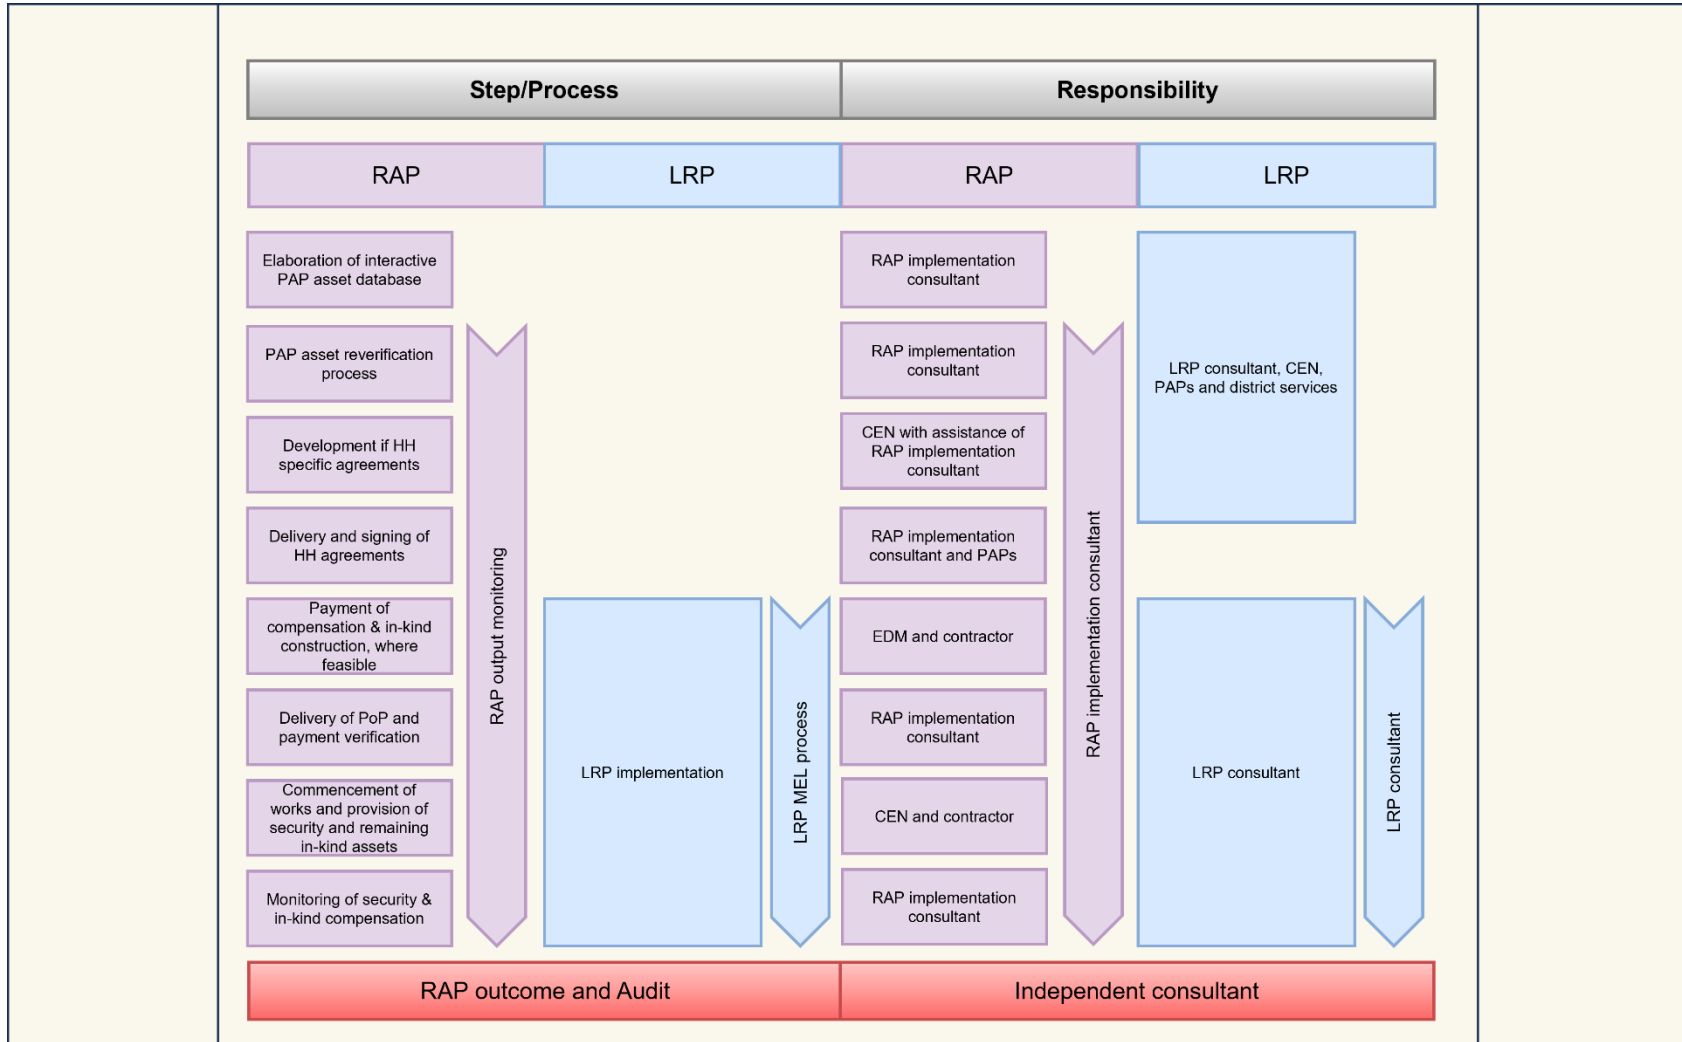 Step/Process
Responsibility
RAP
LRP
RAP
LRP
Elaboration of interactive
PAP asset database
PAP asset reverification
process
Development if HH
specific agreements
Delivery and signing of
HH agreements
Payment of
compensation & in-kind
construction, where
feasible
Delivery of PoP and
payment verification
Commencement of
works and provision of
security and remaining
in-kind assets
Monitoring of security &
in-kind compensation
RAP output monitoring
LRP implementation
LRP MEL process
RAP implementation
consultant
RAP implementation
consultant
CEN with assistance of
RAP implementation
consultant
RAP implementation
consultant and PAPs
EDM and contractor
RAP implementation
consultant
CEN and contractor
RAP implementation
consultant
RAP implementation consultant
LRP consultant, CEN,
PAPs and district services
LRP consultant
LRP consultant
RAP outcome and Audit
Independent consultant